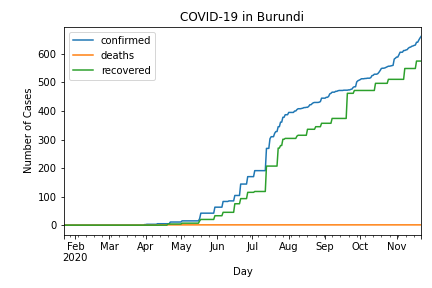 COVID-19 in Burundi
confirmed
deaths
recovered
Number of Cases
600
500
400
300
200
100
0
Feb Mar Apr May Jun Jul Aug Sep Oct Nov
2020
Day